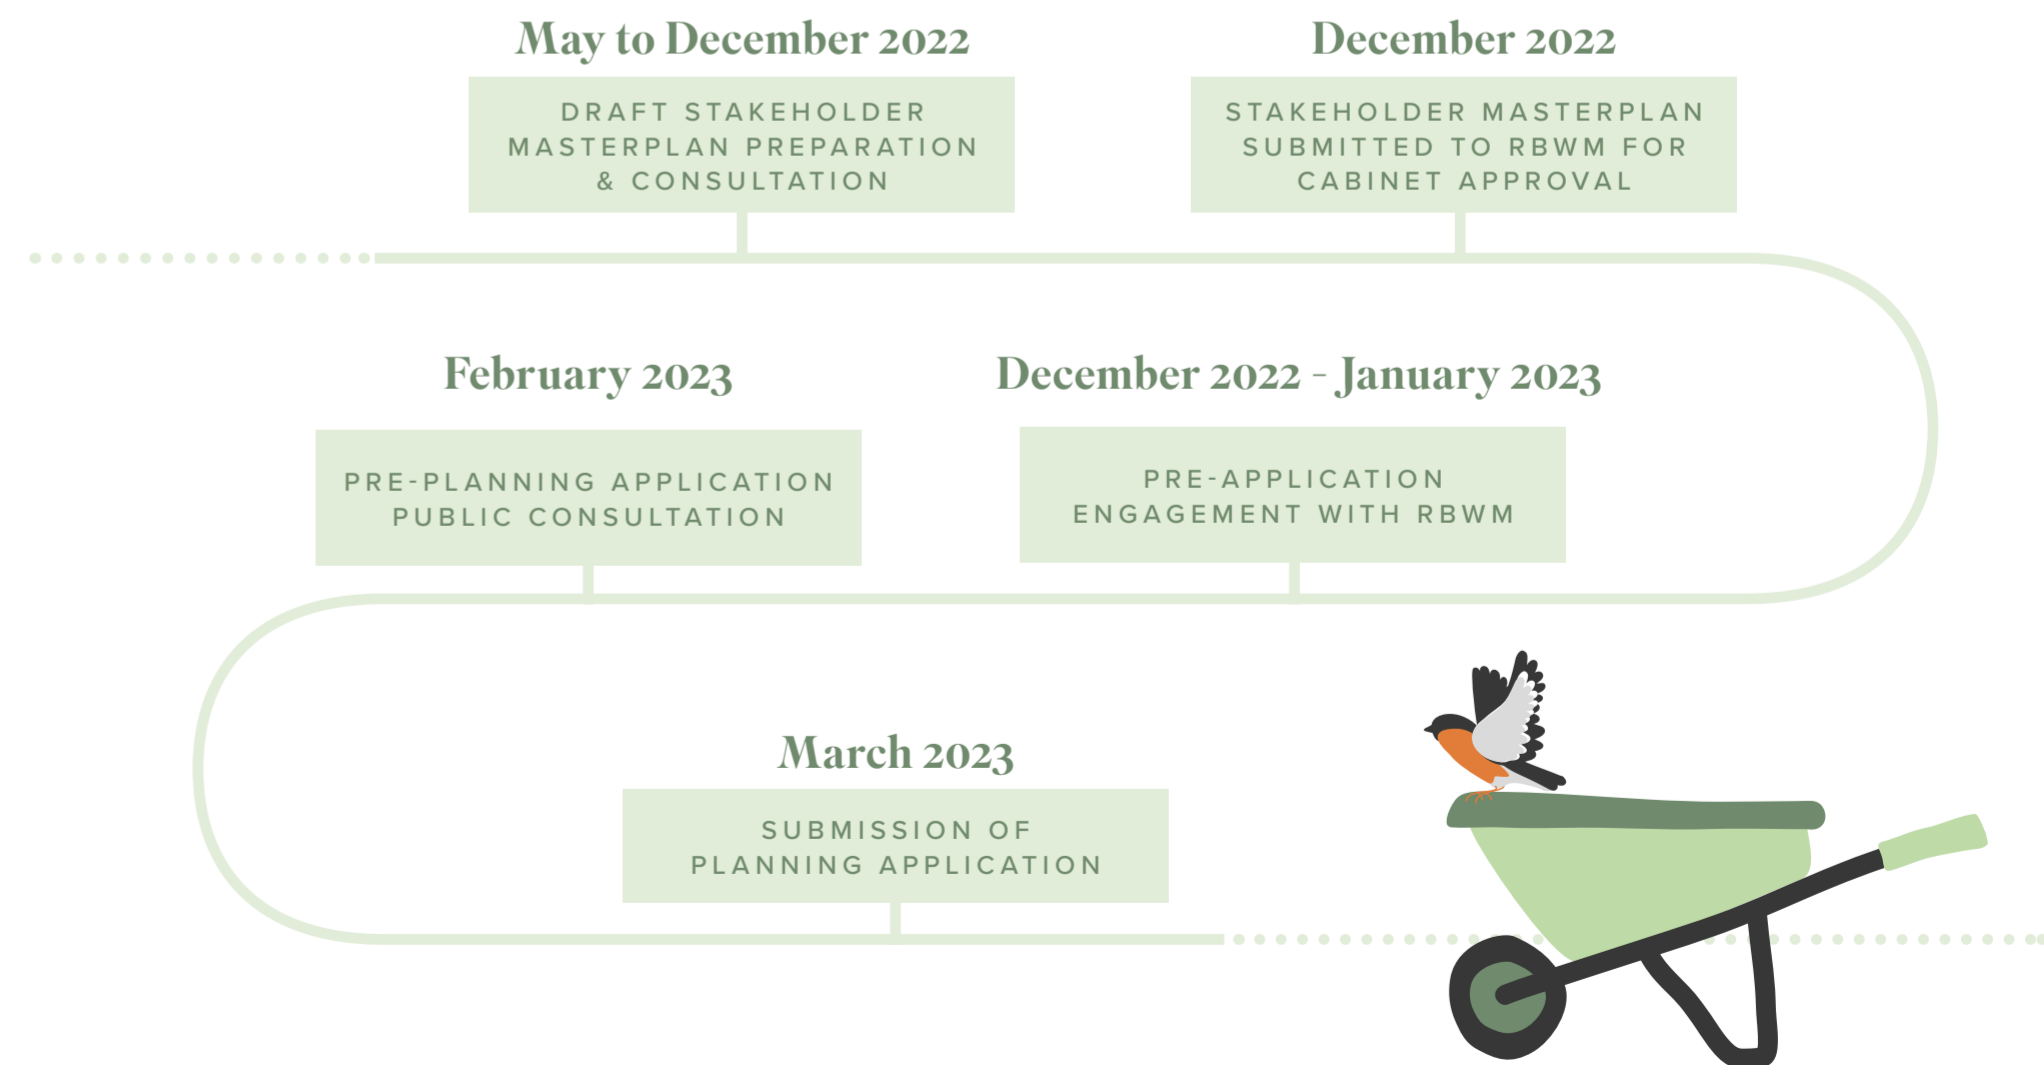 May to December 2022
DRAFT STAKEHOLDER
MASTERPLAN PREPARATION
& CONSULTATION
December 2022
STAKEHOLDER MASTERPLAN
SUBMITTED TO RBWM FOR
CABINET APPROVAL
December 2022 - January 2023
PRE-APPLICATION
ENGAGEMENT WITH RBWM
February 2023
PRE-PLANNING APPLICATION
PUBLIC CONSULTATION
March 2023
SUBMISSION OF
PLANNING APPLICATION